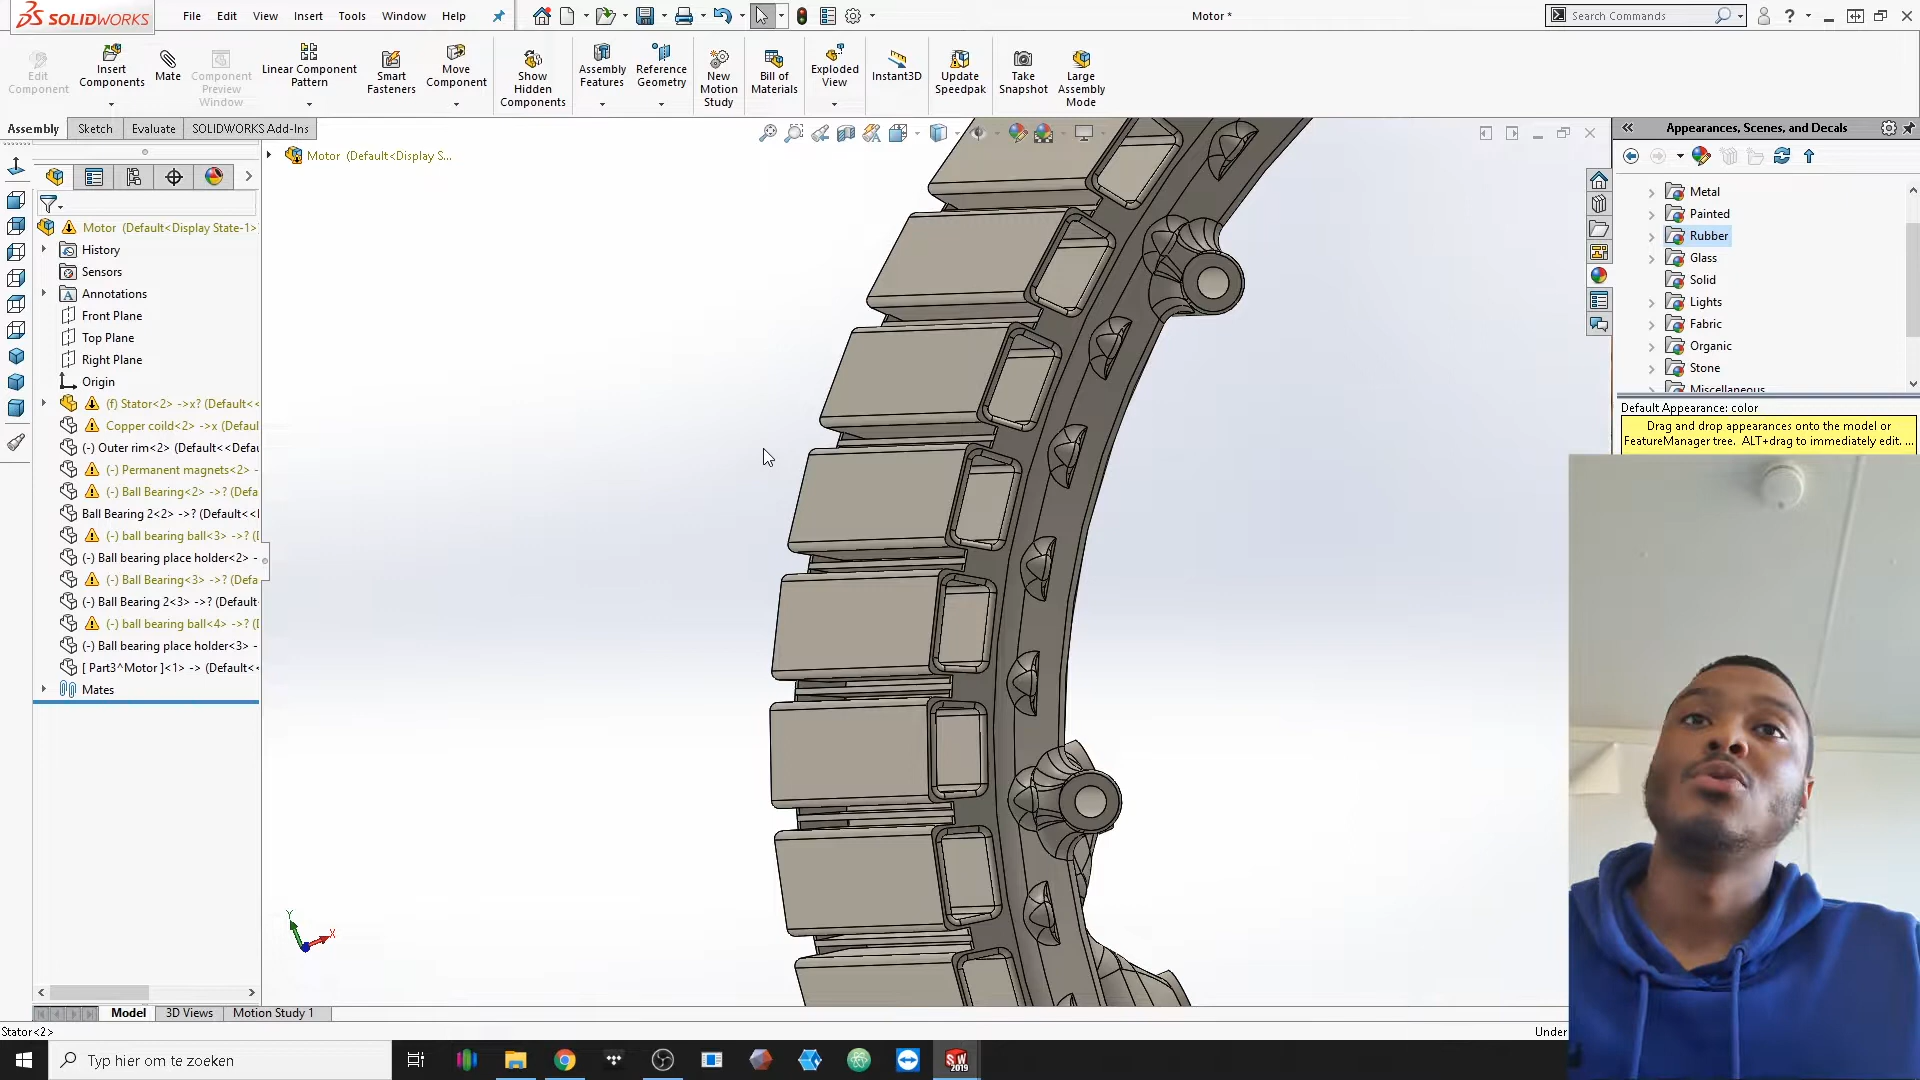 SOLIDWORKS
File Edit View Insert Tools Window Help
Motor *
Search Commands
Edit Component
Insert Components
Mate
Component Preview Window
Linear Component Pattern
Smart Fasteners
Move Component
Show Hidden Components
Assembly Features
Reference Geometry
New Motion Study
Bill of Materials
Exploded View
Instant3D
Update Speedpak
Take Snapshot
Large Assembly Mode
Assembly Sketch Evaluate SOLIDWORKS Add-Ins
Appearances, Scenes, and Decals
Motor (Default<Display S...
Motor (Default<Display State-1>
History
Sensors
Annotations
Front Plane
Top Plane
Right Plane
Origin
(f) Stator<2> ->x? (Default<<
Copper coild<2> ->x (Defaul
(-) Outer rim<2> (Default<<Defau
(-) Permanent magnets<2> -
(-) Ball Bearing<2> ->? (Defa
Ball Bearing 2<2> ->? (Default<<
(-) ball bearing ball<3> ->? (
(-) Ball bearing place holder<2> -
(-) Ball Bearing<3> ->? (Defa
(-) Ball Bearing 2<3> ->? (Default
(-) ball bearing ball<4> ->? (
(-) Ball bearing place holder<3> -
[ Part3^Motor ]<1> -> (Default<
Mates
Metal
Painted
Rubber
Glass
Solid
Lights
Fabric
Organic
Stone
Miscellaneous
Default Appearance: color
Drag and drop appearances onto the model or
FeatureManager tree. ALT+drag to immediately edit. ...
Y
X
Model 3D Views Motion Study 1
Stator<2>
Under
Typ hier om te zoeken
SW
2019